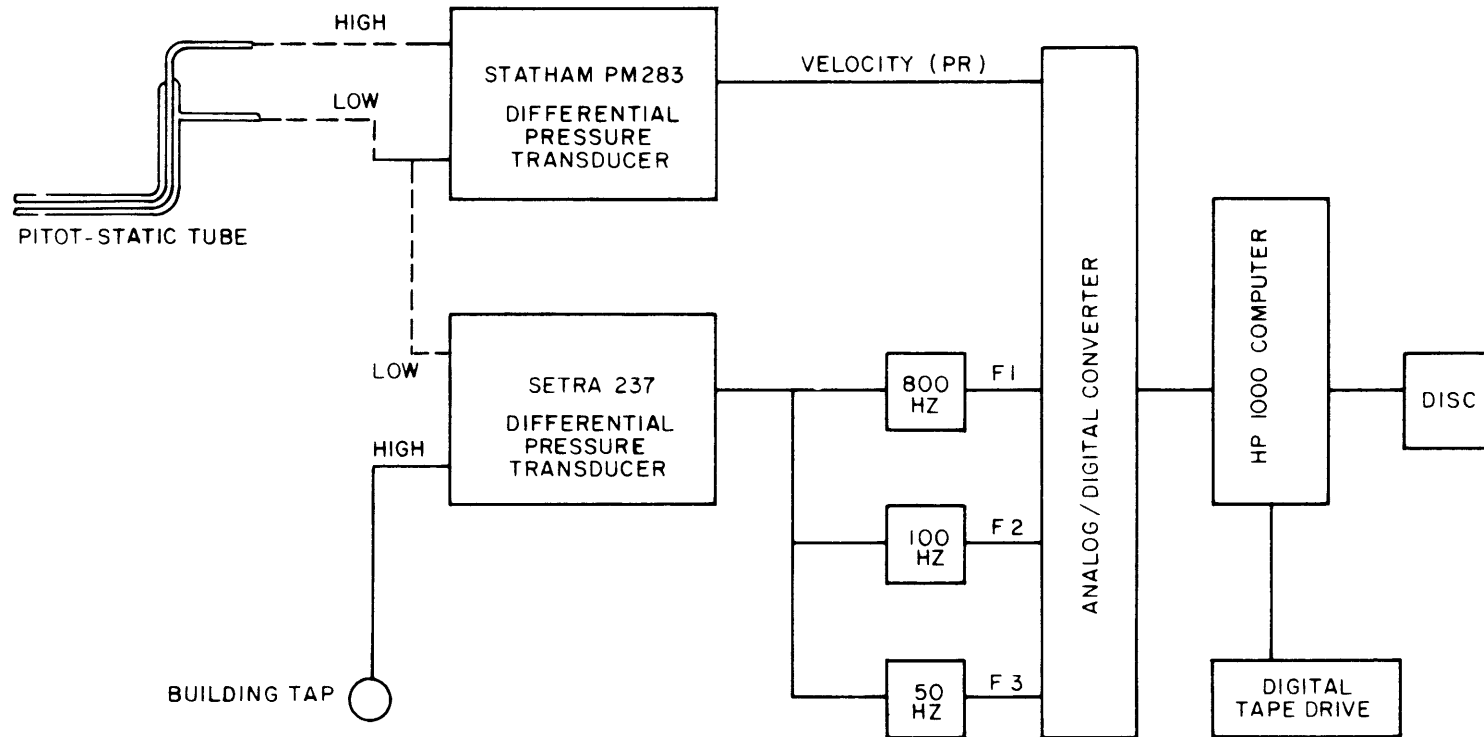 HIGH
STATHAM PM283
DIFFERENTIAL
PRESSURE
TRANSDUCER
VELOCITY (PR)
LOW
PITOT-STATIC TUBE
LOW
SETRA 237
DIFFERENTIAL
PRESSURE
TRANSDUCER
HIGH
BUILDING TAP
800
HZ
F1
100
HZ
F2
50
HZ
F3
ANALOG/DIGITAL CONVERTER
HP 1000 COMPUTER
DISC
DIGITAL
TAPE DRIVE